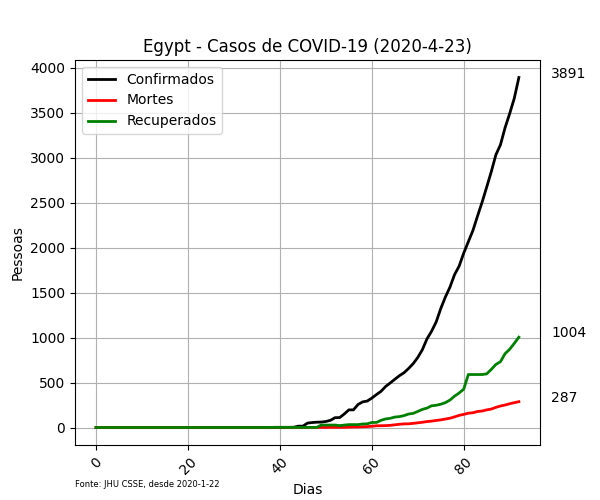 Egypt - Casos de COVID-19 (2020-4-23)
Confirmados
Mortes
Recuperados
4000
3500
3000
2500
2000
1500
1000
500
0
Pessoas
3891
1004
287
0 20 40 60 80
Dias
Fonte: JHU CSSE, desde 2020-1-22